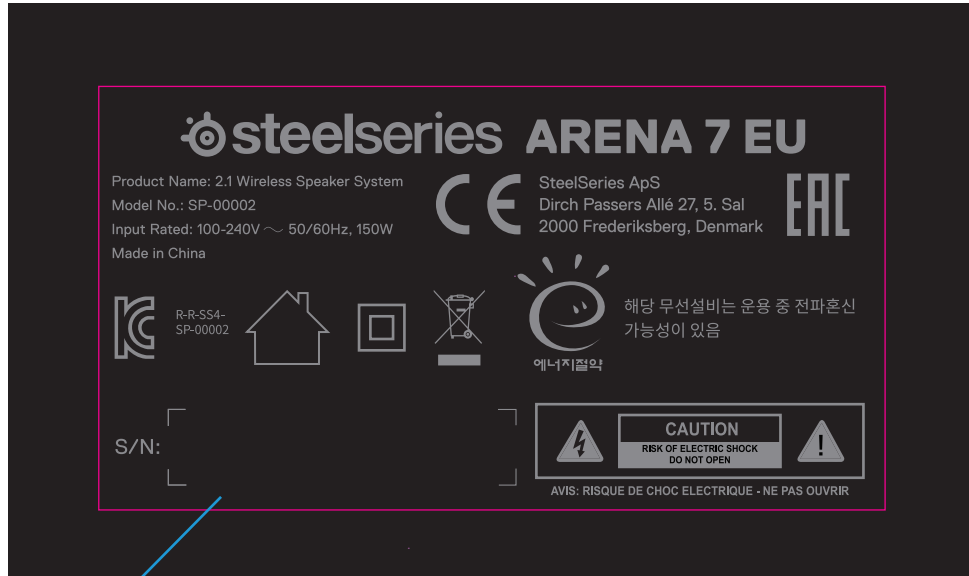 steelseries ARENA 7 EU
Product Name: 2.1 Wireless Speaker System
Model No.: SP-00002
Input Rated: 100-240V ~ 50/60Hz, 150W
Made in China
CE
SteelSeries ApS
Dirch Passers Allé 27, 5. Sal
2000 Frederiksberg, Denmark
EAC
KC
R-R-SS4-
SP-00002
에너지절약
해당 무선설비는 운용 중 전파혼신
가능성이 있음
S/N:
CAUTION
RISK OF ELECTRIC SHOCK
DO NOT OPEN
AVIS: RISQUE DE CHOC ELECTRIQUE - NE PAS OUVRIR